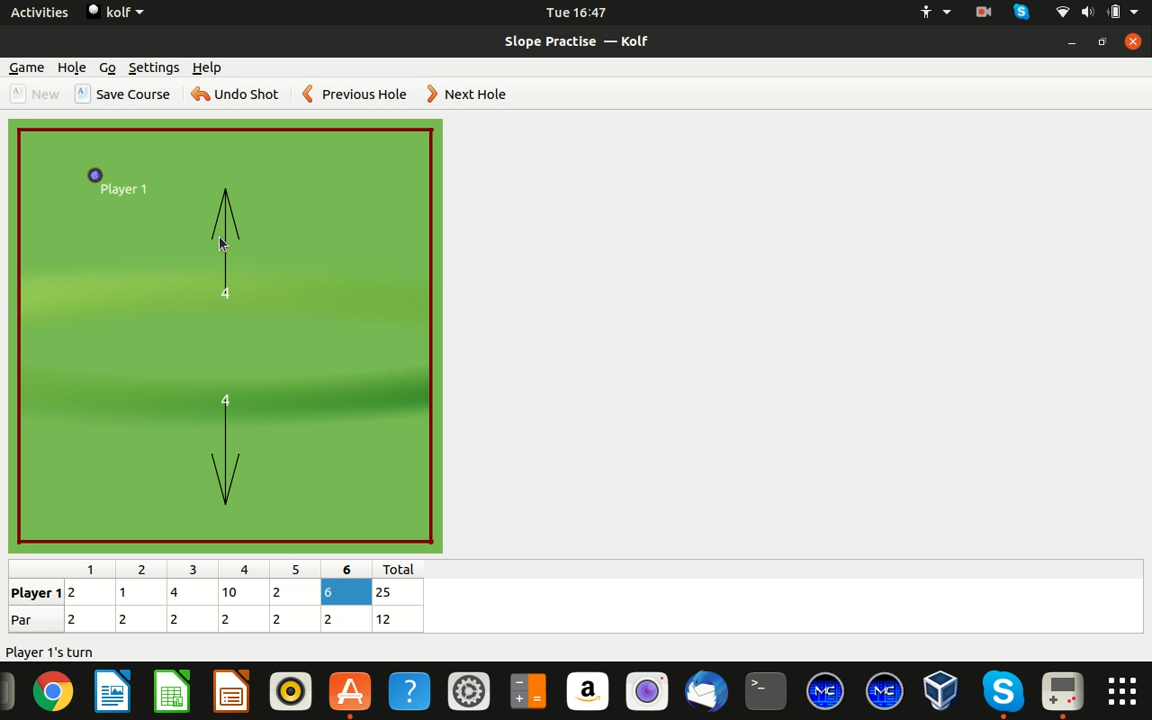 Activities kolf Tue 16:47
Slope Practise — Kolf
Game Hole Go Settings Help
New Save Course Undo Shot Previous Hole Next Hole
Player 1
4
4
1 2 3 4 5 6 Total
Player 1 2 1 4 10 2 6 25
Par 2 2 2 2 2 2 12
Player 1's turn